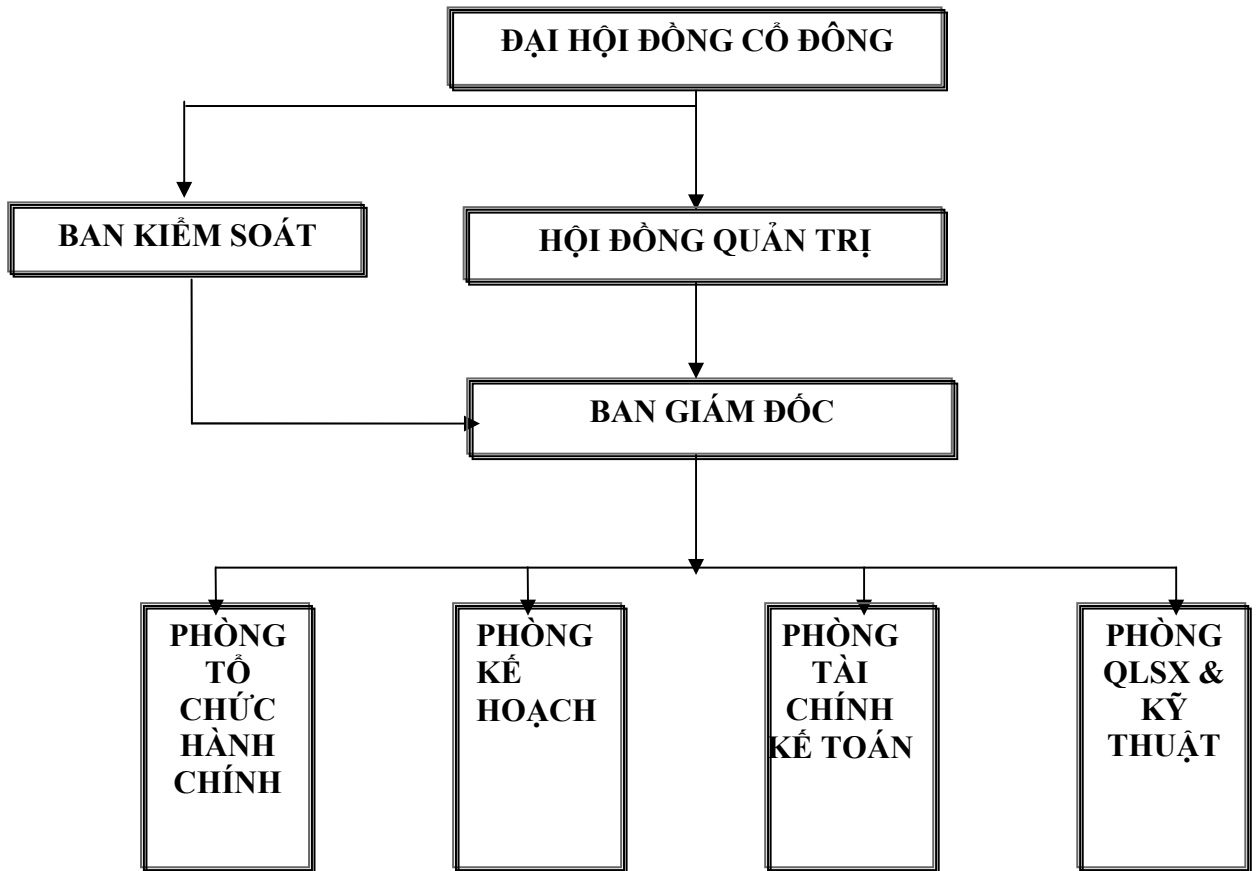 ĐẠI HỘI ĐỒNG CỔ ĐÔNG
BAN KIỂM SOÁT
HỘI ĐỒNG QUẢN TRỊ
BAN GIÁM ĐỐC
PHÒNG
TỔ
CHỨC
HÀNH
CHÍNH
PHÒNG
KẾ
HOẠCH
PHÒNG
TÀI
CHÍNH
KẾ TOÁN
PHÒNG
QLSX &
KỸ
THUẬT